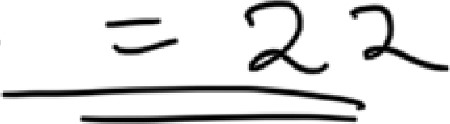 = 22